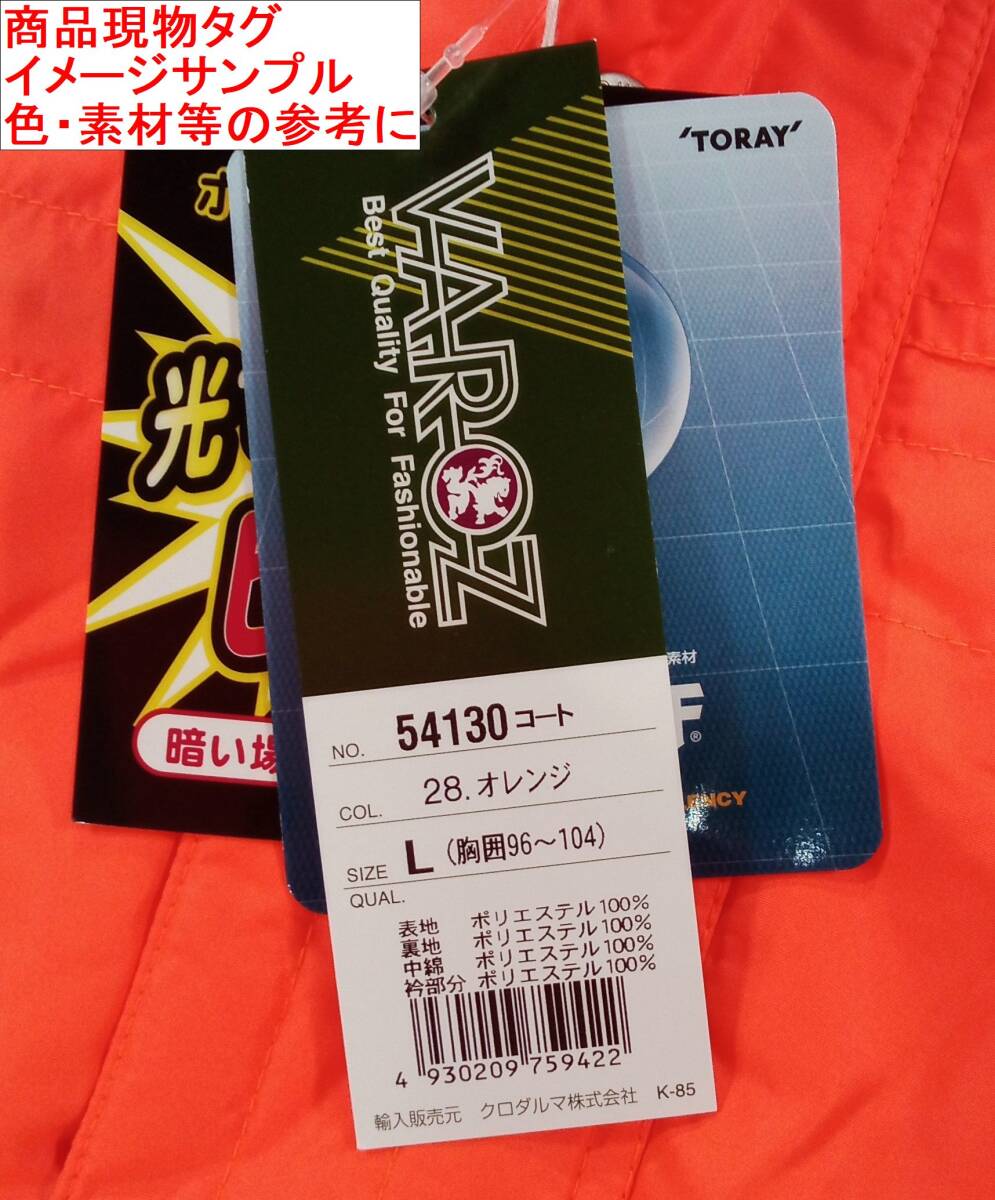 商品現物タグ
イメージサンプル
色・素材等の参考に
'TORAY'
VAROZ
Best Quality For Fashionable
光
暗い場
素材
®
ENCY
NO. 54130コート
COL. 28.オレンジ
SIZE L (胸囲96～104)
QUAL.
表地 ポリエステル100%
裏地 ポリエステル100%
中綿 ポリエステル100%
衿部分 ポリエステル100%
4 930209 759422
輸入販売元 クロダルマ株式会社 K-85